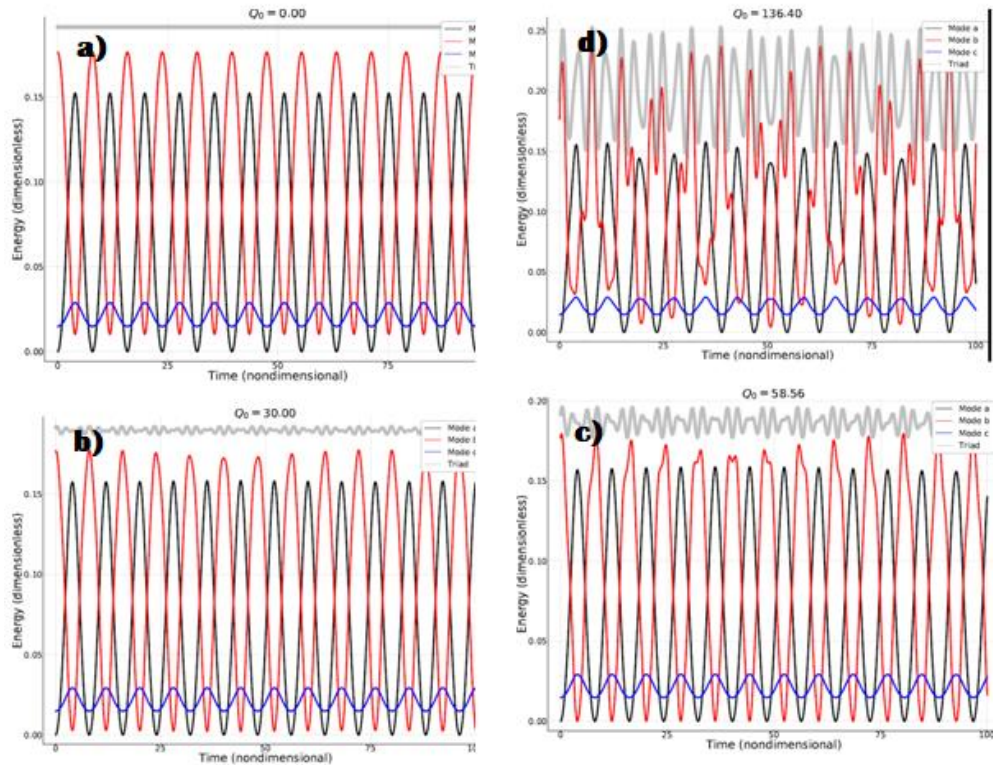 Q₀ = 0.00
a)
Energy (dimensionless)
0.15
0.10
0.05
0.00
0 25 50 75
Time (nondimensional)
Q₀ = 136.40
d)
Mode a
Mode b
Mode c
Triad
Energy (dimensionless)
0.25
0.20
0.15
0.10
0.05
0.00
0 25 50 75 100
Time (nondimensional)
Q₀ = 30.00
b)
Mode
Mode
Mode
Triad
Energy (dimensionless)
0.15
0.10
0.05
0.00
0 25 50 75
Time (nondimensional)
Q₀ = 58.56
c)
Mode a
Mode b
Mode c
Triad
Energy (dimensionless)
0.20
0.15
0.10
0.05
0.00
0 25 50 75 100
Time (nondimensional)